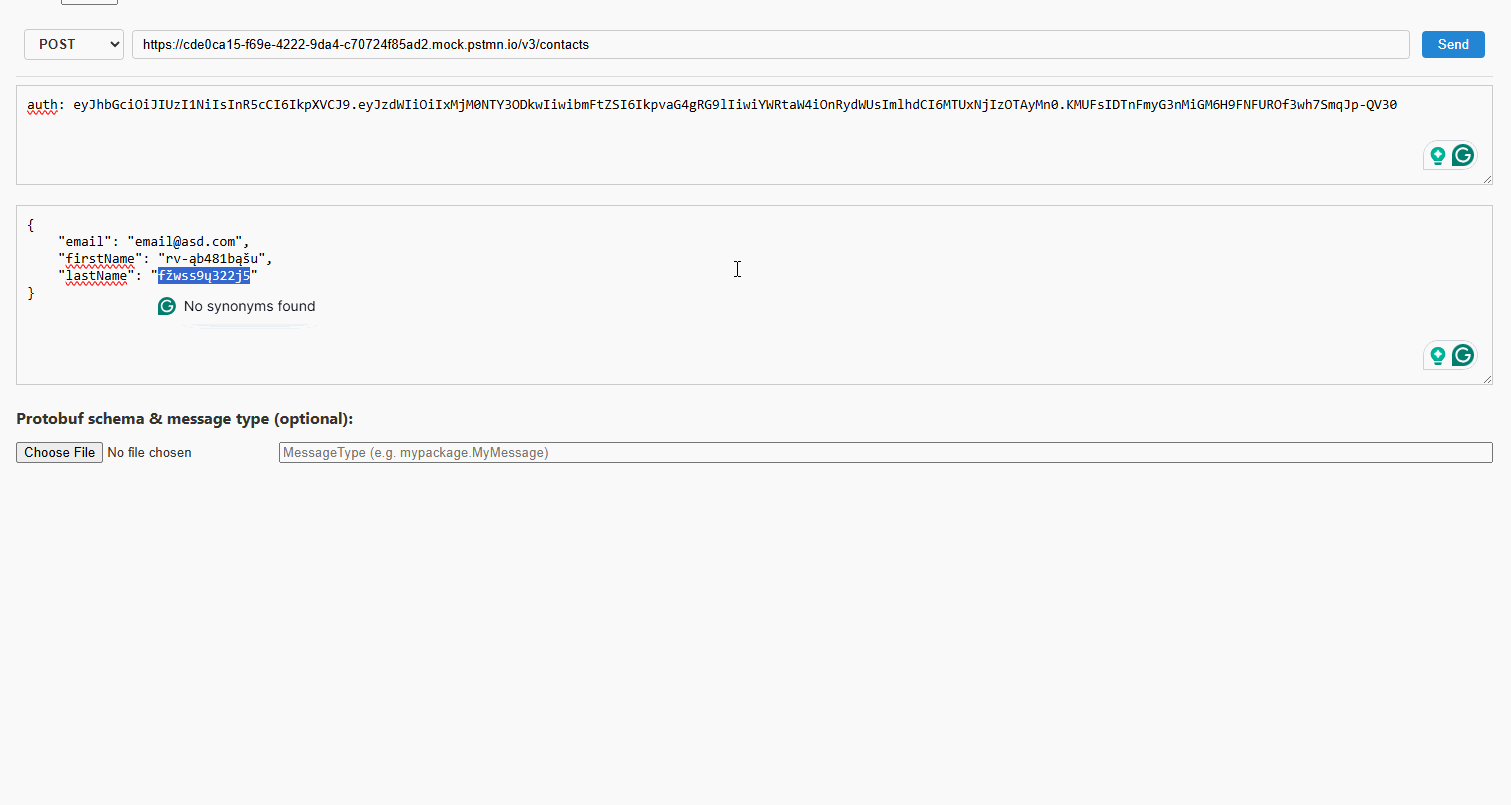 POST
https://cde0ca15-f69e-4222-9da4-c70724f85ad2.mock.pstmn.io/v3/contacts
Send
auth: eyJhbGciOiJIUzI1NiIsInR5cCI6IkpXVCJ9.eyJzdWIiOiIxMjM0NTY3ODkwIiwibmFtZSI6IkpvaG4gRG9lIiwiYWRtaW4iOnRydWUsImlhdCI6MTUxNjIzOTAyMn0.KMUFsIDTnFmyG3nMiGM6H9FNFUROf3wh7SmqJp-QV30
{
"email": "email@asd.com",
"firstName": "rv-ąb481bąšu",
"lastName": "fžwss9ų322j5"
}
No synonyms found
Protobuf schema & message type (optional):
Choose File No file chosen
MessageType (e.g. mypackage.MyMessage)